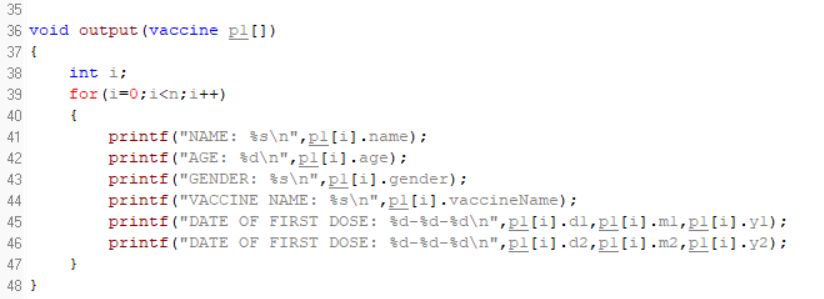 35
36 void output(vaccine p1[])
37 {
38     int i;
39     for(i=0;i<n;i++)
40     {
41         printf("NAME: %s\n",p1[i].name);
42         printf("AGE: %d\n",p1[i].age);
43         printf("GENDER: %s\n",p1[i].gender);
44         printf("VACCINE NAME: %s\n",p1[i].vaccineName);
45         printf("DATE OF FIRST DOSE: %d-%d-%d\n",p1[i].d1,p1[i].m1,p1[i].y1);
46         printf("DATE OF FIRST DOSE: %d-%d-%d\n",p1[i].d2,p1[i].m2,p1[i].y2);
47     }
48 }